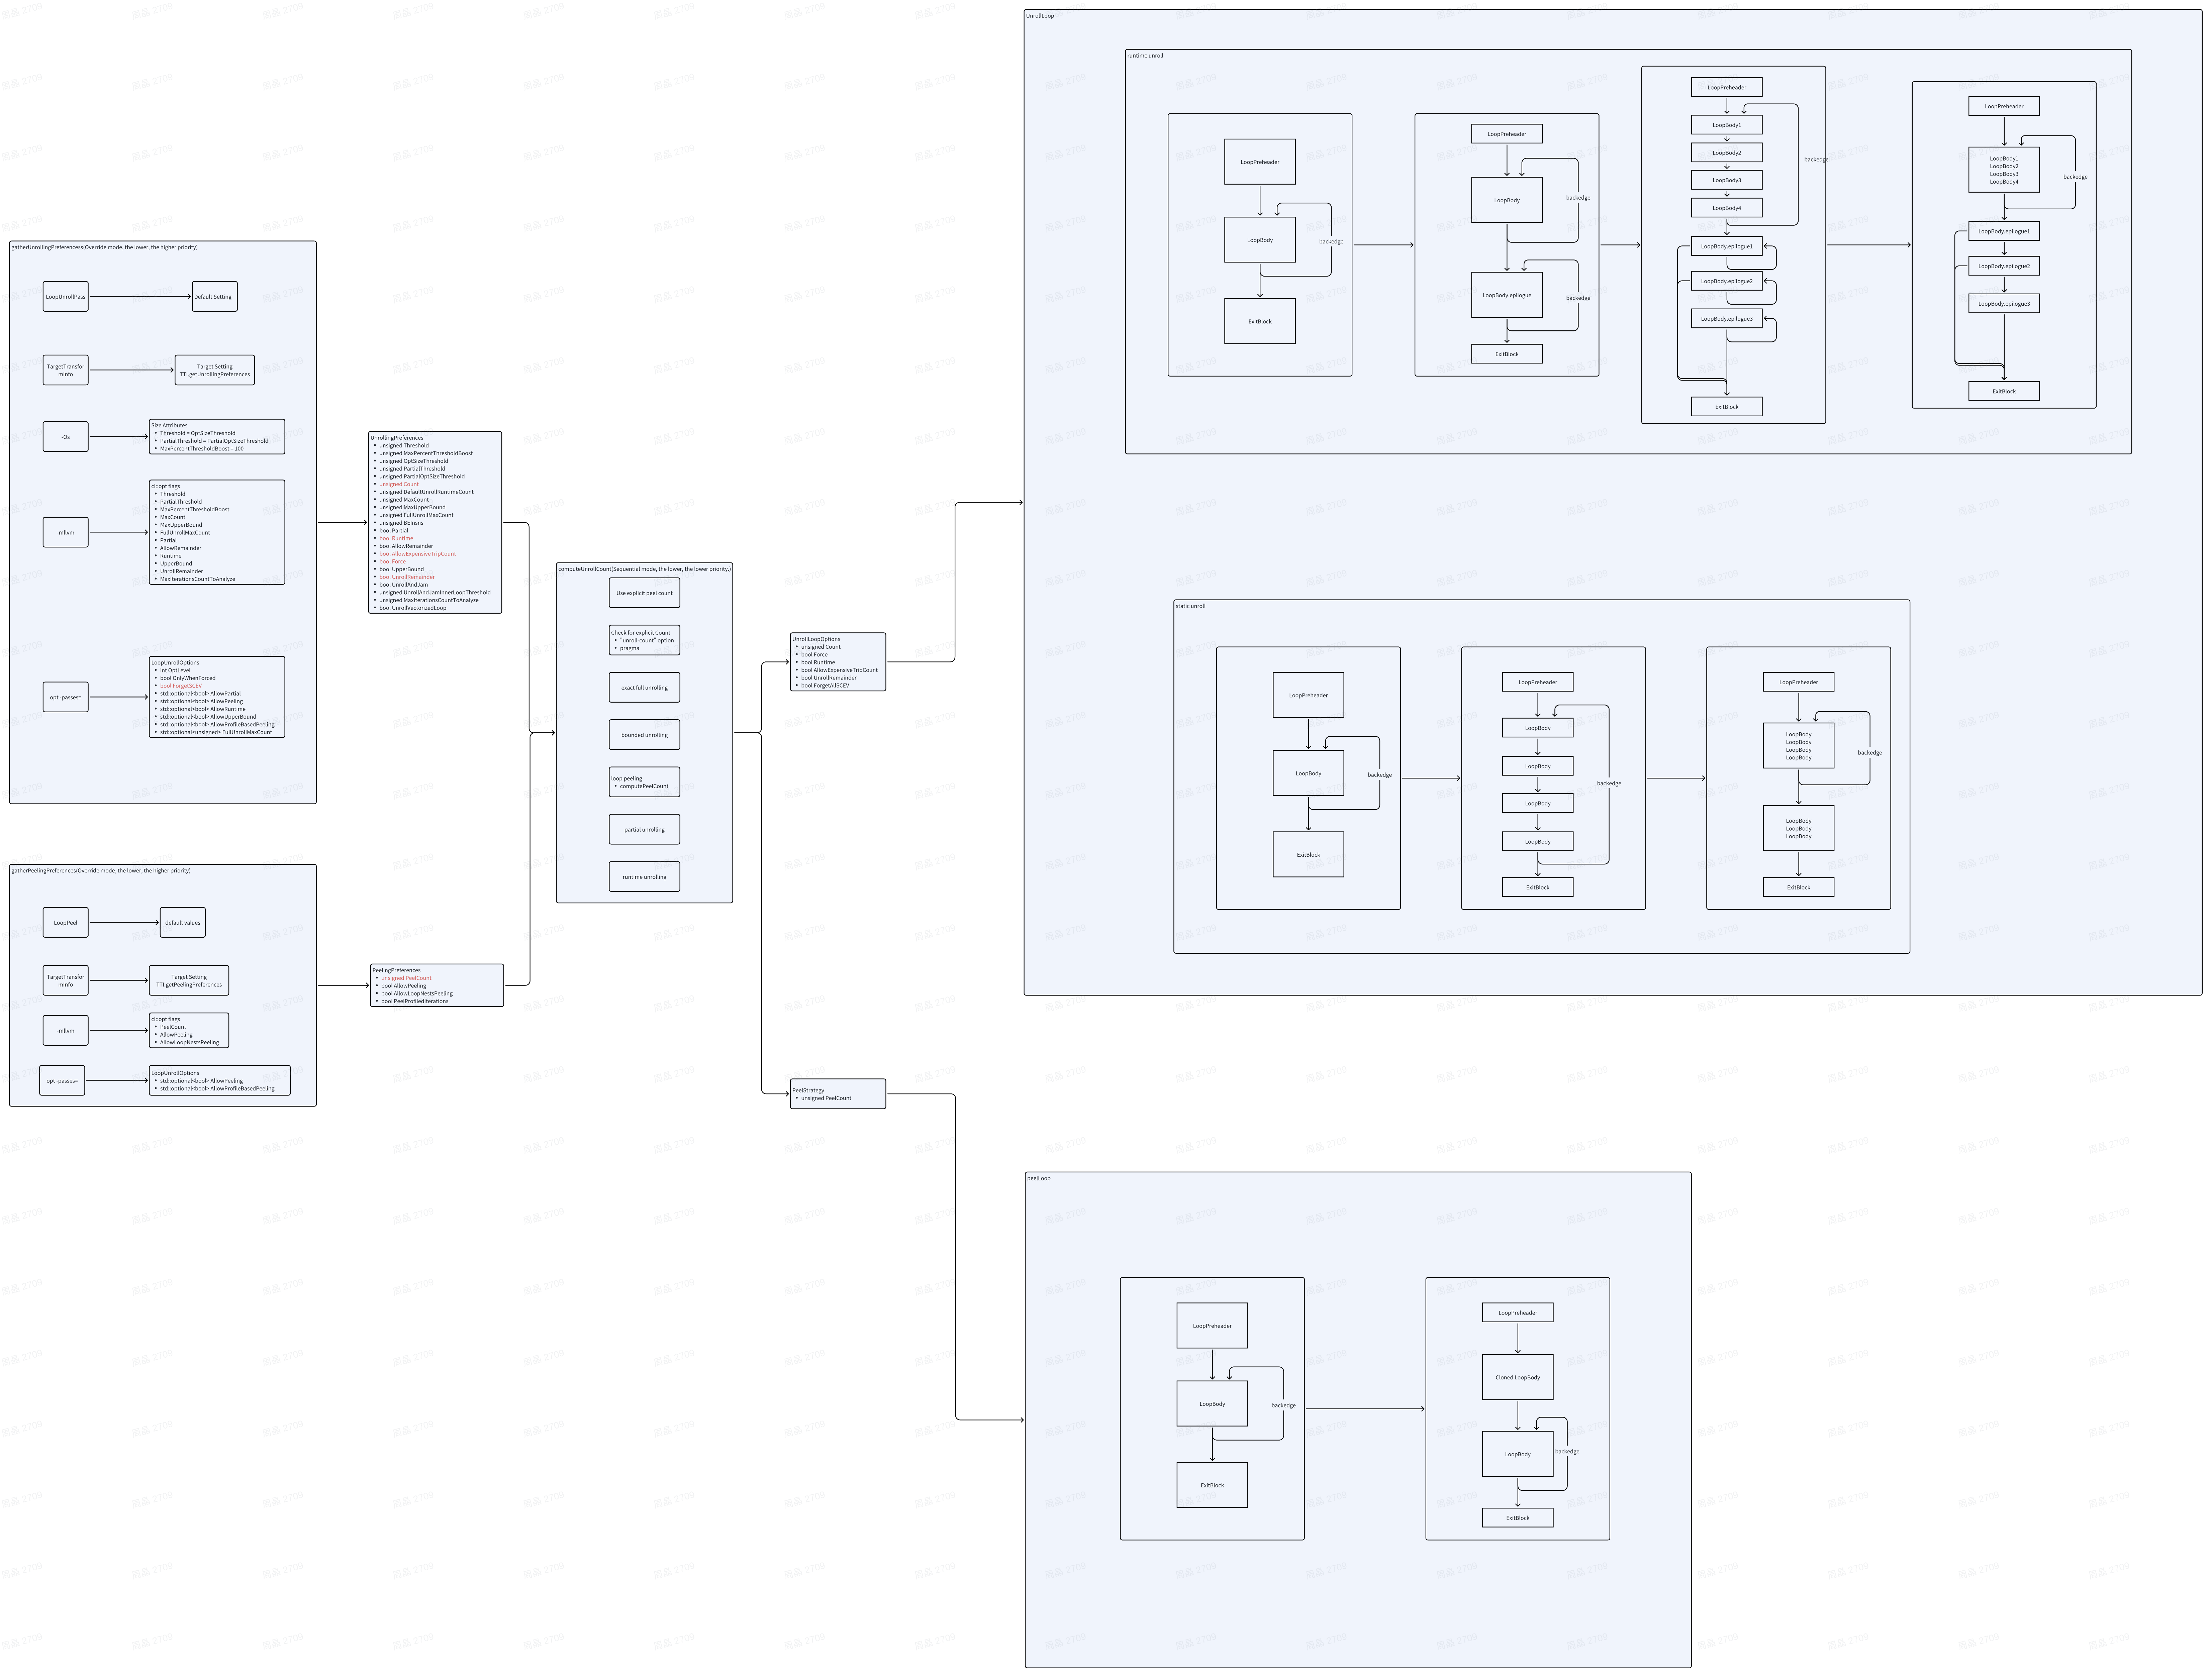 gatherUnrollingPreferencess(Override mode, the lower, the higher priority)
LoopUnrollPass
Default Setting
TargetTransfor
mInfo
Target Setting
TTI.getUnrollingPreferences
-Os
Size Attributes
• Threshold = OptSizeThreshold
• PartialThreshold = PartialOptSizeThreshold
• MaxPercentThresholdBoost = 100
-mllvm
cl::opt flags
• Threshold
• PartialThreshold
• MaxPercentThresholdBoost
• MaxCount
• MaxUpperBound
• FullUnrollMaxCount
• Partial
• AllowRemainder
• Runtime
• UpperBound
• UnrollRemainder
• MaxIterationsCountToAnalyze
opt -passes=
LoopUnrollOptions
• int OptLevel
• bool OnlyWhenForced
• bool ForgetSCEV
• std::optional<bool> AllowPartial
• std::optional<bool> AllowPeeling
• std::optional<bool> AllowRuntime
• std::optional<bool> AllowUpperBound
• std::optional<bool> AllowProfileBasedPeeling
• std::optional<unsigned> FullUnrollMaxCount
gatherPeelingPreferences(Override mode, the lower, the higher priority)
LoopPeel
default values
TargetTransfor
mInfo
Target Setting
TTI.getPeelingPreferences
-mllvm
cl::opt flags
• PeelCount
• AllowPeeling
• AllowLoopNestsPeeling
opt -passes=
LoopUnrollOptions
• std::optional<bool> AllowPeeling
• std::optional<bool> AllowProfileBasedPeeling
UnrollingPreferences
• unsigned Threshold
• unsigned MaxPercentThresholdBoost
• unsigned OptSizeThreshold
• unsigned PartialThreshold
• unsigned PartialOptSizeThreshold
• unsigned Count
• unsigned DefaultUnrollRuntimeCount
• unsigned MaxCount
• unsigned MaxUpperBound
• unsigned FullUnrollMaxCount
• unsigned BEInsns
• bool Partial
• bool Runtime
• bool AllowRemainder
• bool AllowExpensiveTripCount
• bool Force
• bool UpperBound
• bool UnrollRemainder
• bool UnrollAndJam
• unsigned UnrollAndJamInnerLoopThreshold
• unsigned MaxIterationsCountToAnalyze
• bool UnrollVectorizedLoop
PeelingPreferences
• unsigned PeelCount
• bool AllowPeeling
• bool AllowLoopNestsPeeling
• bool PeelProfiledIterations
computeUnrollCount(Sequential mode, the lower, the lower priority.)
Use explicit peel count
Check for explicit Count
• "unroll-count" option
• pragma
exact full unrolling
bounded unrolling
loop peeling
• computePeelCount
partial unrolling
runtime unrolling
UnrollLoopOptions
• unsigned Count
• bool Force
• bool Runtime
• bool AllowExpensiveTripCount
• bool UnrollRemainder
• bool ForgetAllSCEV
PeelStrategy
• unsigned PeelCount
UnrollLoop
runtime unroll
LoopPreheader
LoopBody
backedge
ExitBlock
LoopPreheader
LoopBody
backedge
LoopBody.epilogue
backedge
ExitBlock
LoopPreheader
LoopBody1
LoopBody2
LoopBody3
LoopBody4
backedge
LoopBody.epilogue1
LoopBody.epilogue2
LoopBody.epilogue3
ExitBlock
LoopPreheader
LoopBody1
LoopBody2
LoopBody3
LoopBody4
backedge
LoopBody.epilogue1
LoopBody.epilogue2
LoopBody.epilogue3
ExitBlock
static unroll
LoopPreheader
LoopBody
backedge
ExitBlock
LoopPreheader
LoopBody
LoopBody
LoopBody
LoopBody
backedge
ExitBlock
LoopPreheader
LoopBody
LoopBody
LoopBody
LoopBody
backedge
LoopBody
LoopBody
LoopBody
ExitBlock
peelLoop
LoopPreheader
LoopBody
backedge
ExitBlock
LoopPreheader
Cloned LoopBody
LoopBody
backedge
ExitBlock